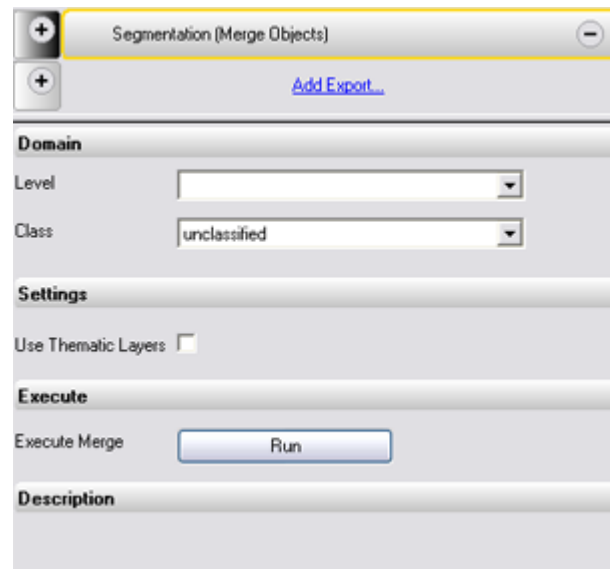 Segmentation (Merge Objects)
Add Export...
Domain
Level
Class unclassified
Settings
Use Thematic Layers
Execute
Execute Merge Run
Description